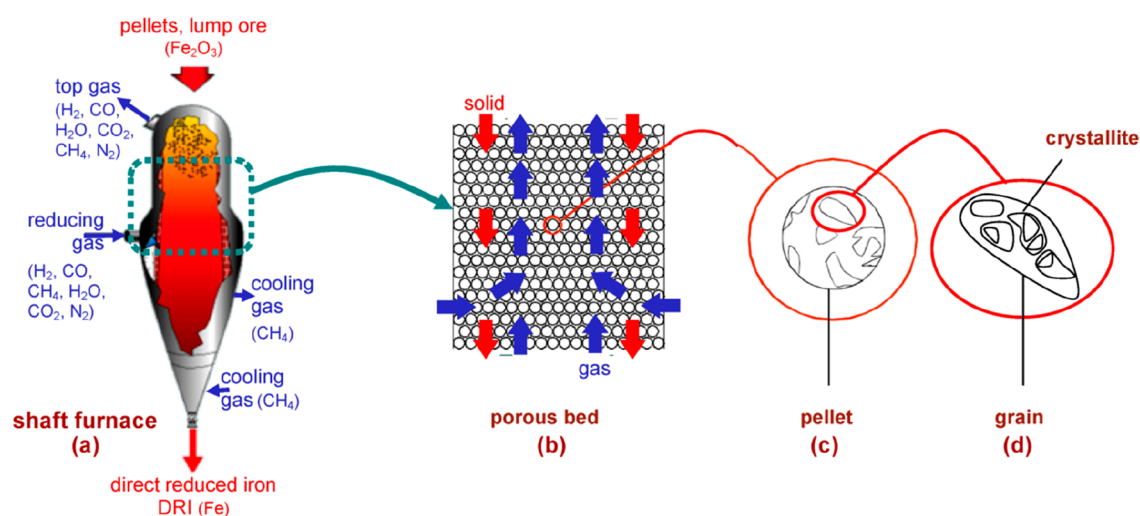 pellets, lump ore
(Fe₂O₃)
top gas
(H₂, CO,
H₂O, CO₂,
CH₄, N₂)
reducing
gas
(H₂, CO,
CH₄, H₂O,
CO₂, N₂)
cooling
gas
(CH₄)
cooling
gas (CH₄)
shaft furnace
(a)
direct reduced iron
DRI (Fe)
solid
gas
porous bed
(b)
pellet
(c)
crystallite
grain
(d)